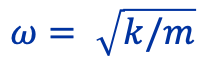 ω = √k/m